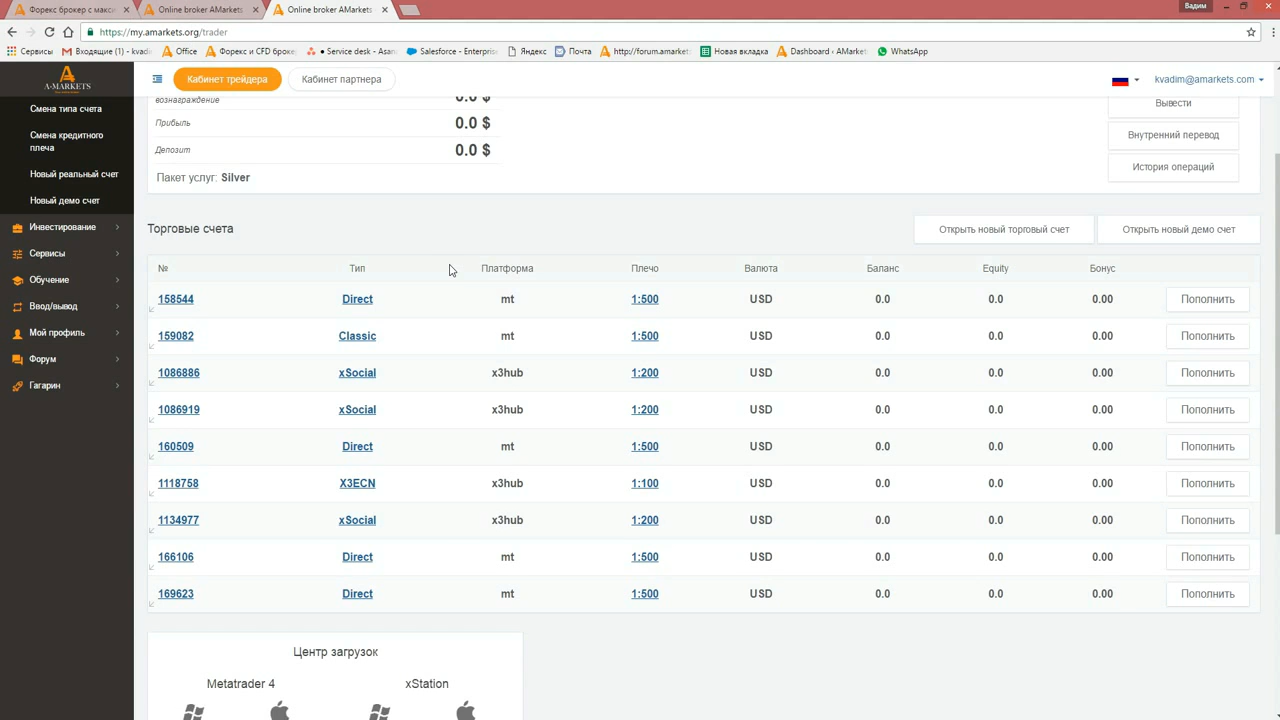 Форекс брокер с макси
Online broker AMarkets
Online broker AMarkets
Вадим
https://my.amarkets.org/trader
Сервисы
Входящие (1) - kvadi
Office
Форекс и CFD броке
Service desk - Asan
Salesforce - Enterpris
Яндекс
Почта
http://forum.amarket
Новая вкладка
Dashboard ‹ AMarket
WhatsApp
A-MARKETS
Кабинет трейдера
Кабинет партнера
kvadim@amarkets.com
Смена типа счета
Смена кредитного
плеча
Новый реальный счет
Новый демо счет
Инвестирование
Сервисы
Обучение
Ввод/вывод
Мой профиль
Форум
Гагарин
вознаграждение 0.0 $
Прибыль 0.0 $
Депозит 0.0 $
Пакет услуг: Silver
Вывести
Внутренний перевод
История операций
Торговые счета
Открыть новый торговый счет
Открыть новый демо счет
№ Тип Платформа Плечо Валюта Баланс Equity Бонус
158544 Direct mt 1:500 USD 0.0 0.0 0.00 Пополнить
159082 Classic mt 1:500 USD 0.0 0.0 0.00 Пополнить
1086886 xSocial x3hub 1:200 USD 0.0 0.0 0.00 Пополнить
1086919 xSocial x3hub 1:200 USD 0.0 0.0 0.00 Пополнить
160509 Direct mt 1:500 USD 0.0 0.0 0.00 Пополнить
1118758 X3ECN x3hub 1:100 USD 0.0 0.0 0.00 Пополнить
1134977 xSocial x3hub 1:200 USD 0.0 0.0 0.00 Пополнить
166106 Direct mt 1:500 USD 0.0 0.0 0.00 Пополнить
169623 Direct mt 1:500 USD 0.0 0.0 0.00 Пополнить
Центр загрузок
Metatrader 4 xStation